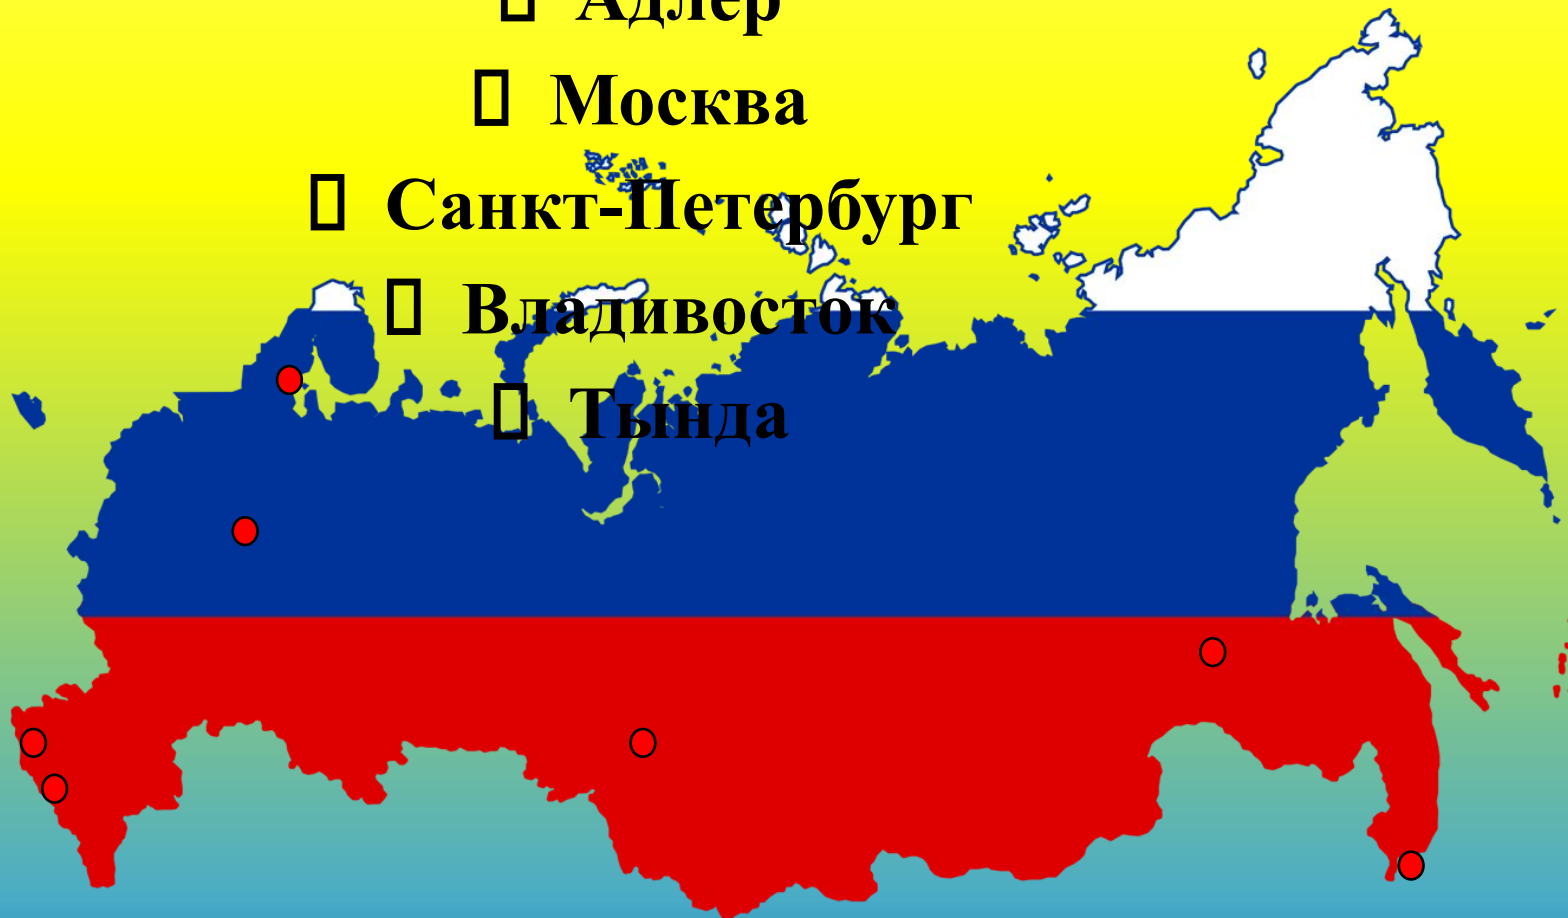 Адлер
Москва
Санкт-Петербург
Владивосток
Тында